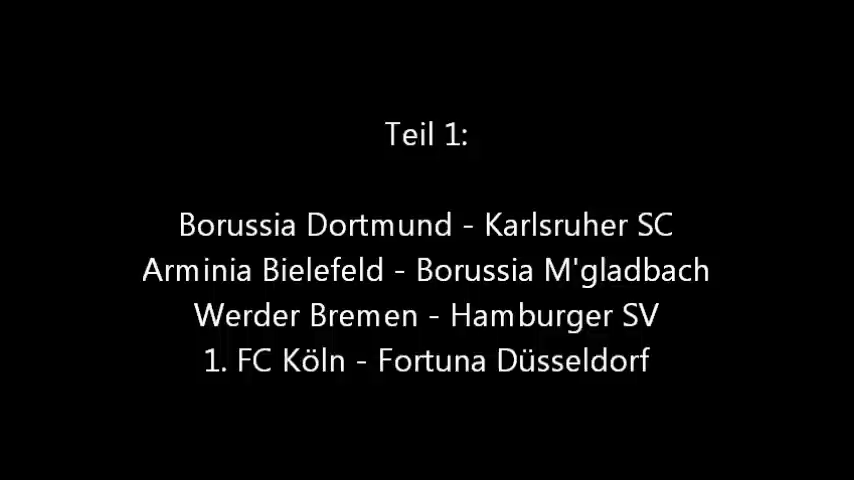 Teil 1:
Borussia Dortmund - Karlsruher SC
Arminia Bielefeld - Borussia M'gladbach
Werder Bremen - Hamburger SV
1. FC Köln - Fortuna Düsseldorf